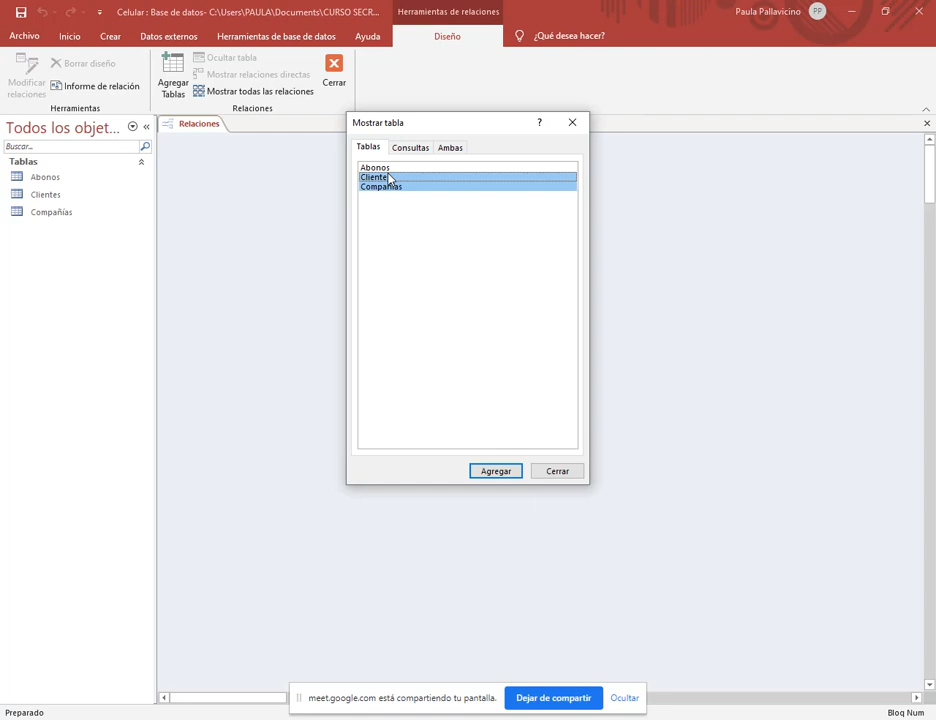 Celular : Base de datos- C:\Users\PAULA\Documents\CURSO SECR...
Herramientas de relaciones
Paula Pallavicino
PP
Archivo
Inicio
Crear
Datos externos
Herramientas de base de datos
Ayuda
Diseño
¿Qué desea hacer?
Modificar
relaciones
Borrar diseño
Informe de relación
Herramientas
Agregar
Tablas
Ocultar tabla
Mostrar relaciones directas
Mostrar todas las relaciones
Relaciones
Cerrar
Todos los objet...
Buscar...
Tablas
Abonos
Clientes
Compañías
Relaciones
Mostrar tabla
?
Tablas
Consultas
Ambas
Abonos
Clientes
Compañías
Agregar
Cerrar
meet.google.com está compartiendo tu pantalla.
Dejar de compartir
Ocultar
Preparado
Bloq Num